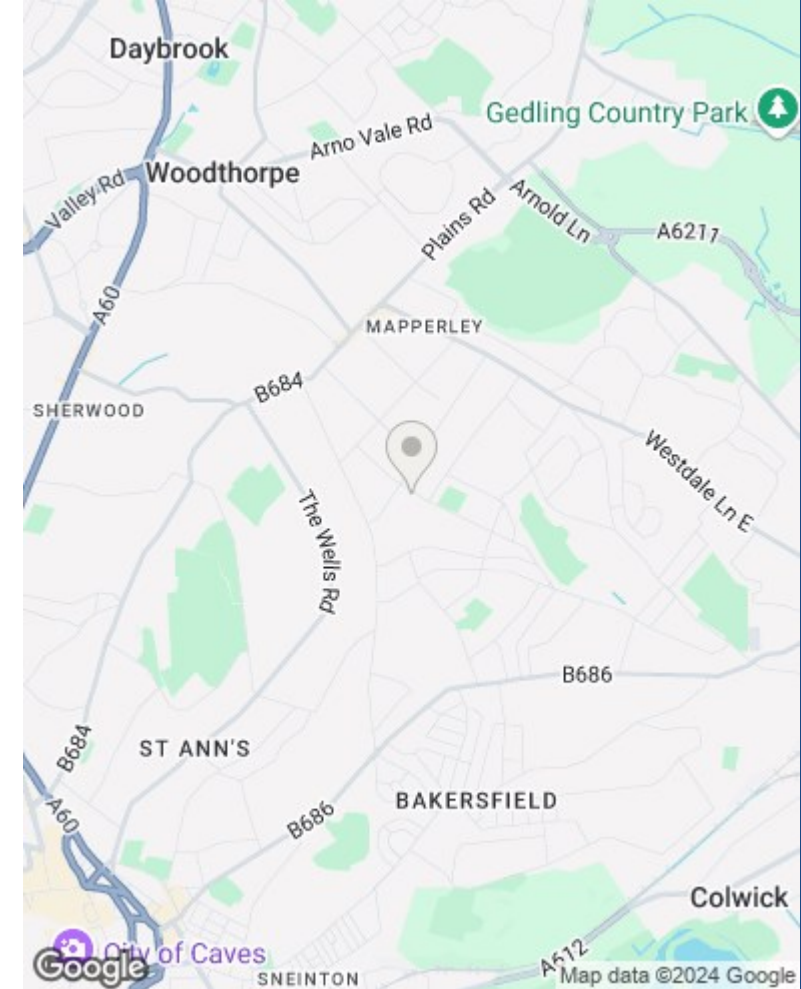 Daybrook
Gedling Country Park
Arno Vale Rd
Woodthorpe
Valley Rd
Plains Rd
Arnold Ln
A6211
A60
MAPPERLEY
B684
SHERWOOD
Westdale Ln E
The Wells Rd
B686
B684
ST ANN'S
A60
BAKERSFIELD
B686
Colwick
City of Caves
A612
Google
SNEINTON
Map data ©2024 Google